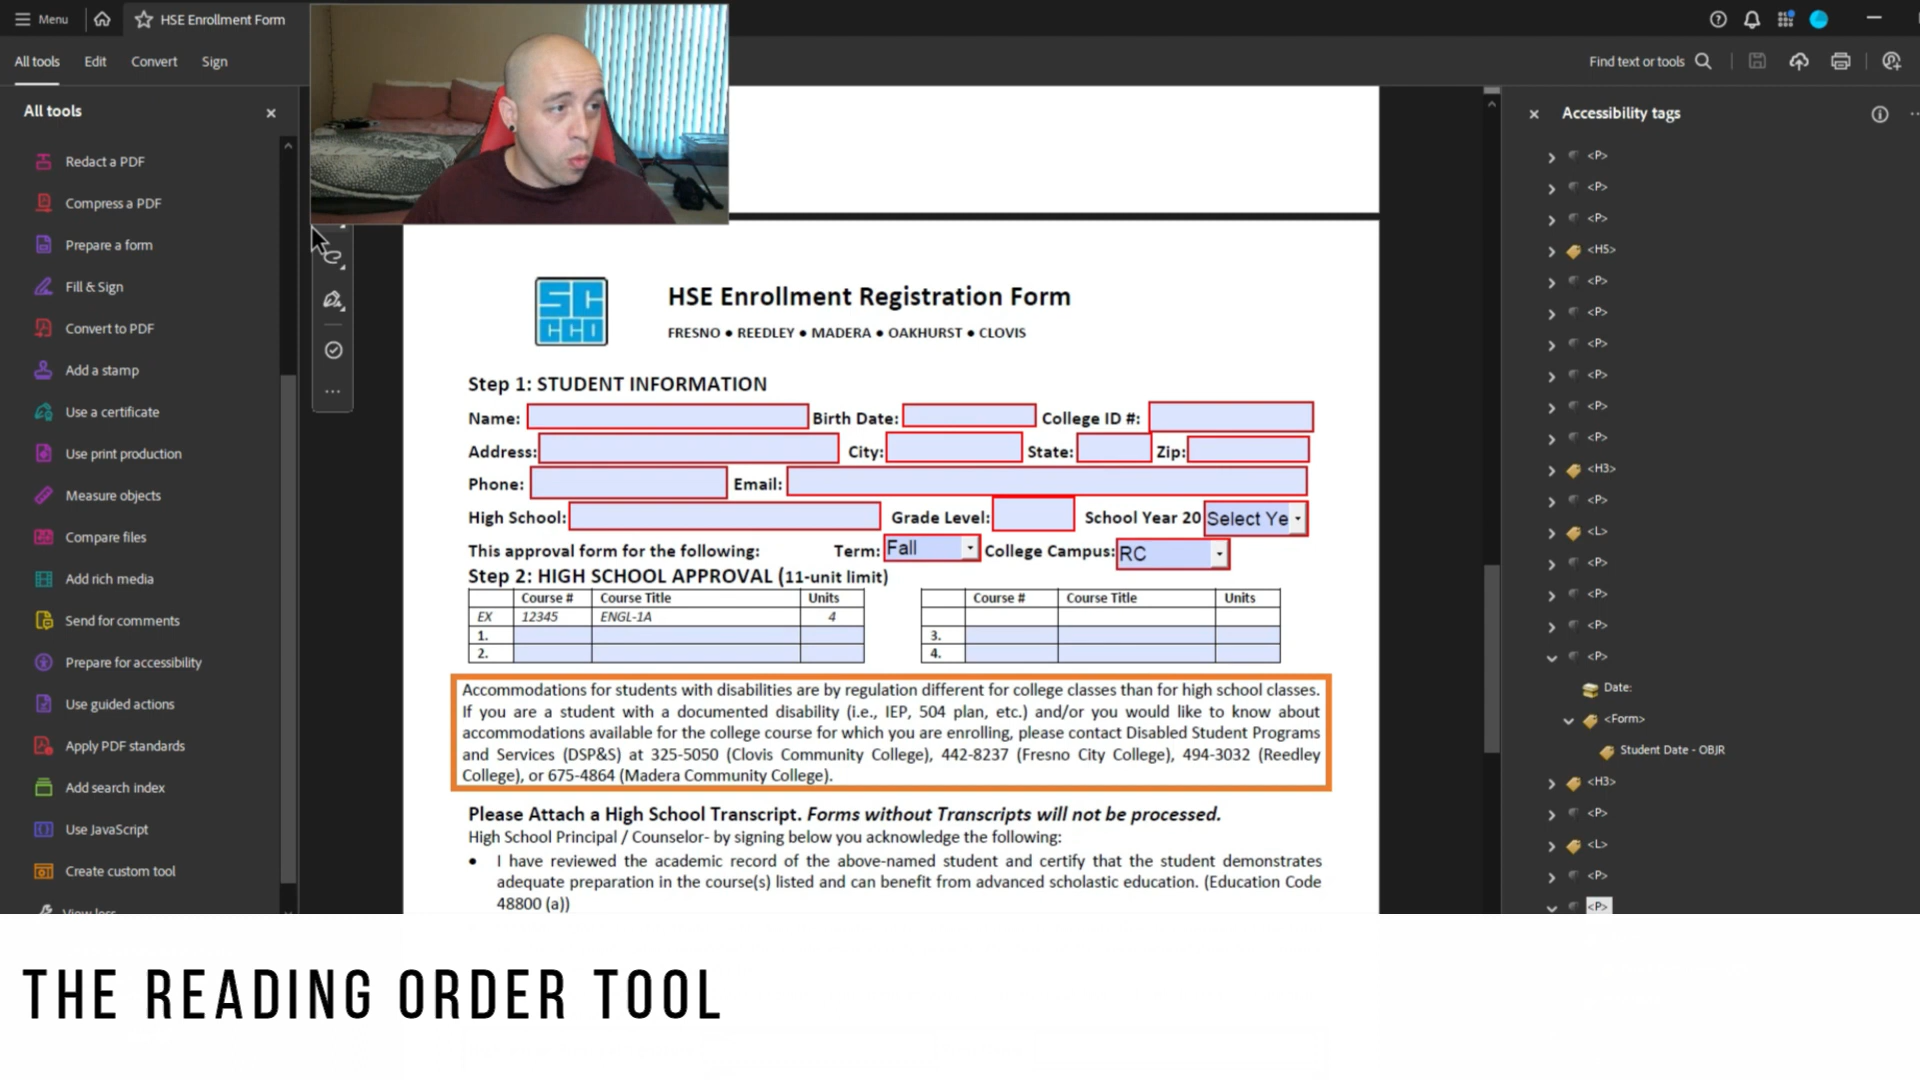 Menu
HSE Enrollment Form
All tools
Edit
Convert
Sign
Find text or tools
All tools
Redact a PDF
Compress a PDF
Prepare a form
Fill & Sign
Convert to PDF
Add a stamp
Use a certificate
Use print production
Measure objects
Compare files
Add rich media
Send for comments
Prepare for accessibility
Use guided actions
Apply PDF standards
Add search index
Use JavaScript
Create custom tool
View less
SC
CCD
HSE Enrollment Registration Form
FRESNO ● REEDLEY ● MADERA ● OAKHURST ● CLOVIS
Step 1: STUDENT INFORMATION
Name: Birth Date: College ID #:
Address: City: State: Zip:
Phone: Email:
High School: Grade Level: School Year 20 Select Ye
This approval form for the following: Term: Fall College Campus: RC
Step 2: HIGH SCHOOL APPROVAL (11-unit limit)
Course # Course Title Units Course # Course Title Units
EX 12345 ENGL-1A 4
1. 3.
2. 4.
Accommodations for students with disabilities are by regulation different for college classes than for high school classes.
If you are a student with a documented disability (i.e., IEP, 504 plan, etc.) and/or you would like to know about
accommodations available for the college course for which you are enrolling, please contact Disabled Student Programs
and Services (DSP&S) at 325-5050 (Clovis Community College), 442-8237 (Fresno City College), 494-3032 (Reedley
College), or 675-4864 (Madera Community College).
Please Attach a High School Transcript. Forms without Transcripts will not be processed.
High School Principal / Counselor- by signing below you acknowledge the following:
● I have reviewed the academic record of the above-named student and certify that the student demonstrates
adequate preparation in the course(s) listed and can benefit from advanced scholastic education. (Education Code
48800 (a))
Accessibility tags
<P>
<P>
<P>
<H5>
<P>
<P>
<P>
<P>
<P>
<P>
<H3>
<P>
<L>
<P>
<P>
<P>
<P>
Date:
<Form>
Student Date - OBJR
<H3>
<P>
<L>
<P>
<P>
THE READING ORDER TOOL